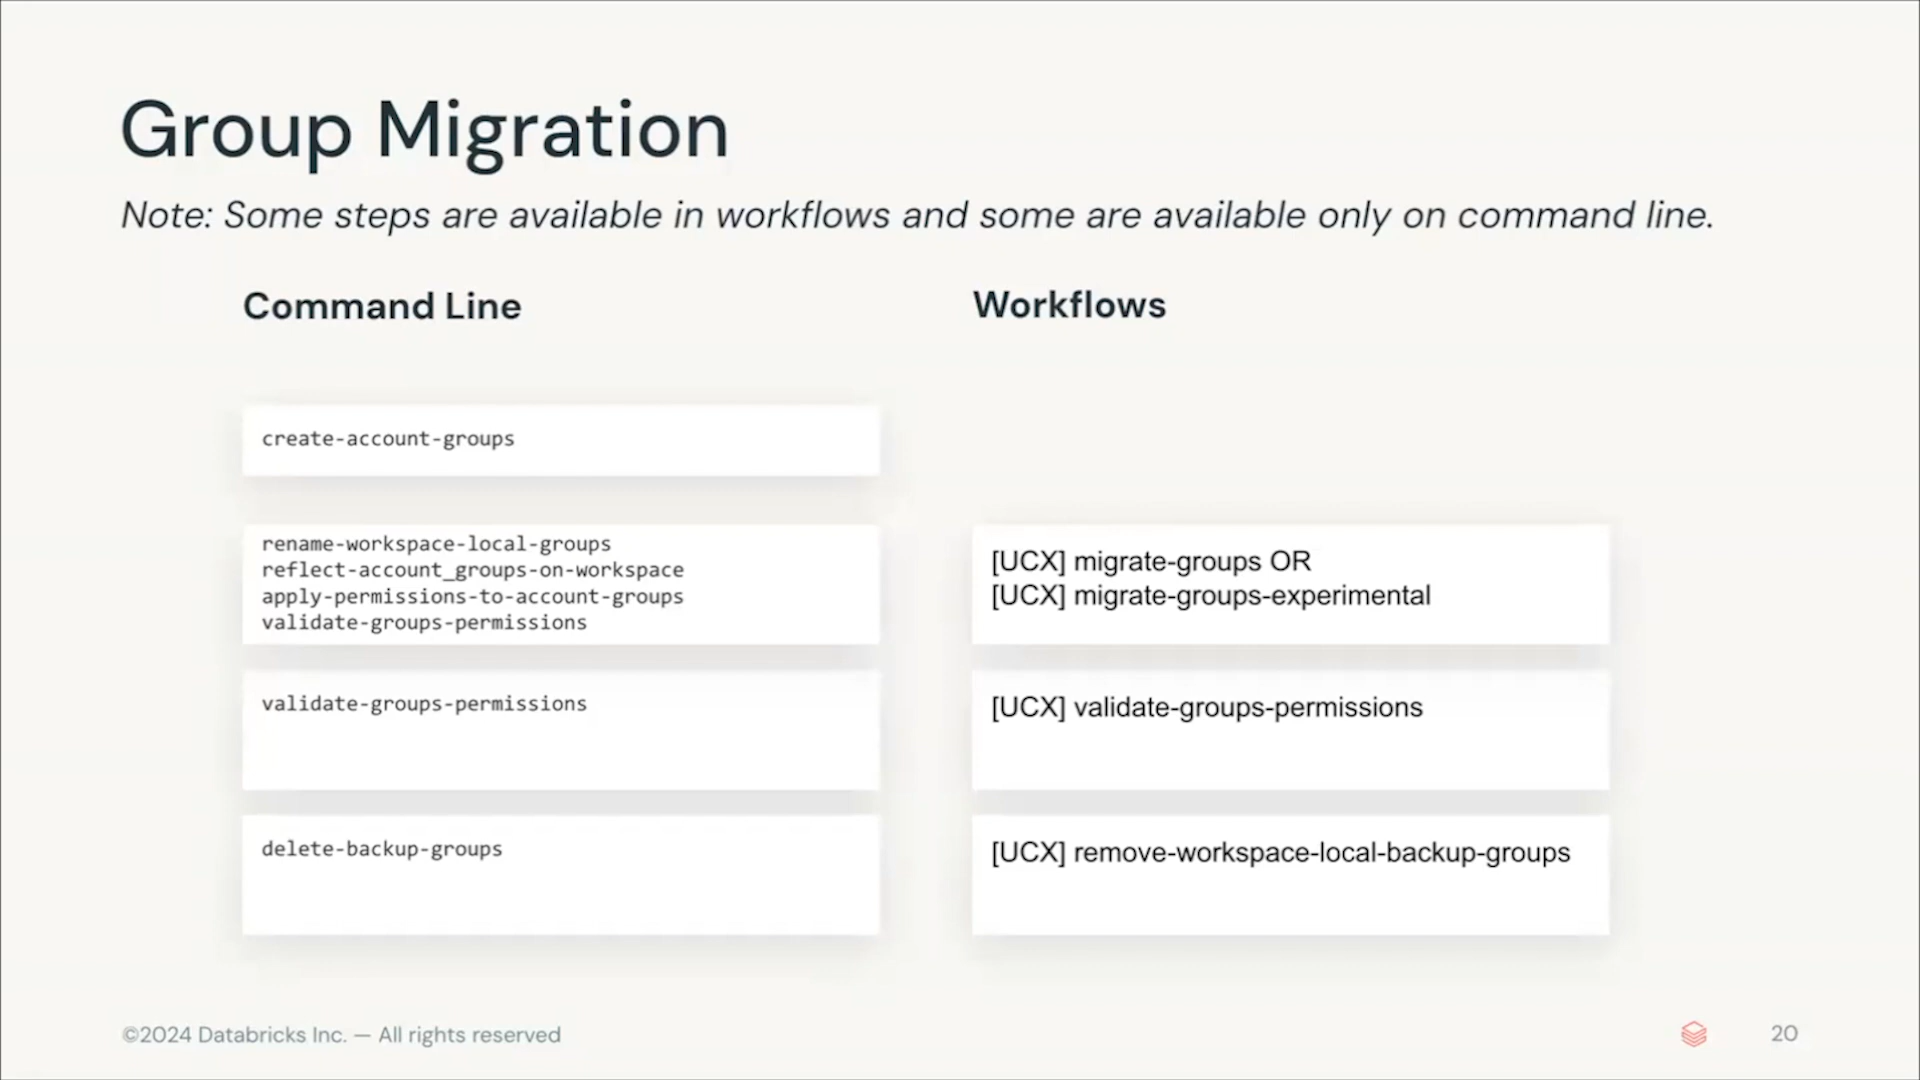 Group Migration
Note: Some steps are available in workflows and some are available only on command line.
Command Line
Workflows
create-account-groups
rename-workspace-local-groups
reflect-account_groups-on-workspace
apply-permissions-to-account-groups
validate-groups-permissions
[UCX] migrate-groups OR
[UCX] migrate-groups-experimental
validate-groups-permissions
[UCX] validate-groups-permissions
delete-backup-groups
[UCX] remove-workspace-local-backup-groups
©2024 Databricks Inc. — All rights reserved
20